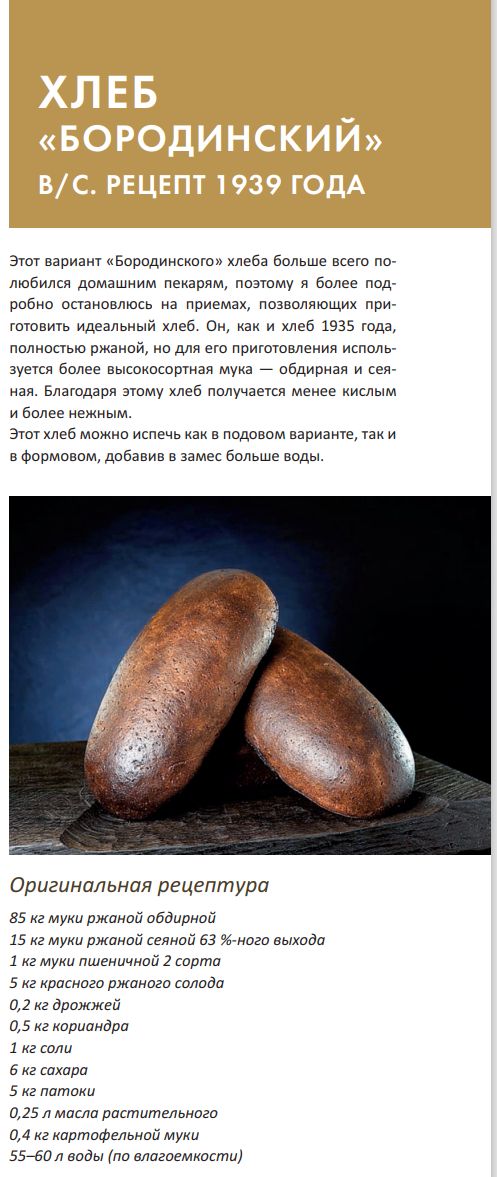 ХЛЕБ
«БОРОДИНСКИЙ»
В/С. РЕЦЕПТ 1939 ГОДА
Этот вариант «Бородинского» хлеба больше всего по-
любился домашним пекарям, поэтому я более под-
робно остановлюсь на приемах, позволяющих при-
готовить идеальный хлеб. Он, как и хлеб 1935 года,
полностью ржаной, но для его приготовления исполь-
зуется более высокосортная мука — обдирная и сея-
ная. Благодаря этому хлеб получается менее кислым
и более нежным.
Этот хлеб можно испечь как в подовом варианте, так и
в формовом, добавив в замес больше воды.
Оригинальная рецептура
85 кг муки ржаной обдирной
15 кг муки ржаной сеяной 63 %-ного выхода
1 кг муки пшеничной 2 сорта
5 кг красного ржаного солода
0,2 кг дрожжей
0,5 кг кориандра
1 кг соли
6 кг сахара
5 кг патоки
0,25 л масла растительного
0,4 кг картофельной муки
55–60 л воды (по влагоемкости)